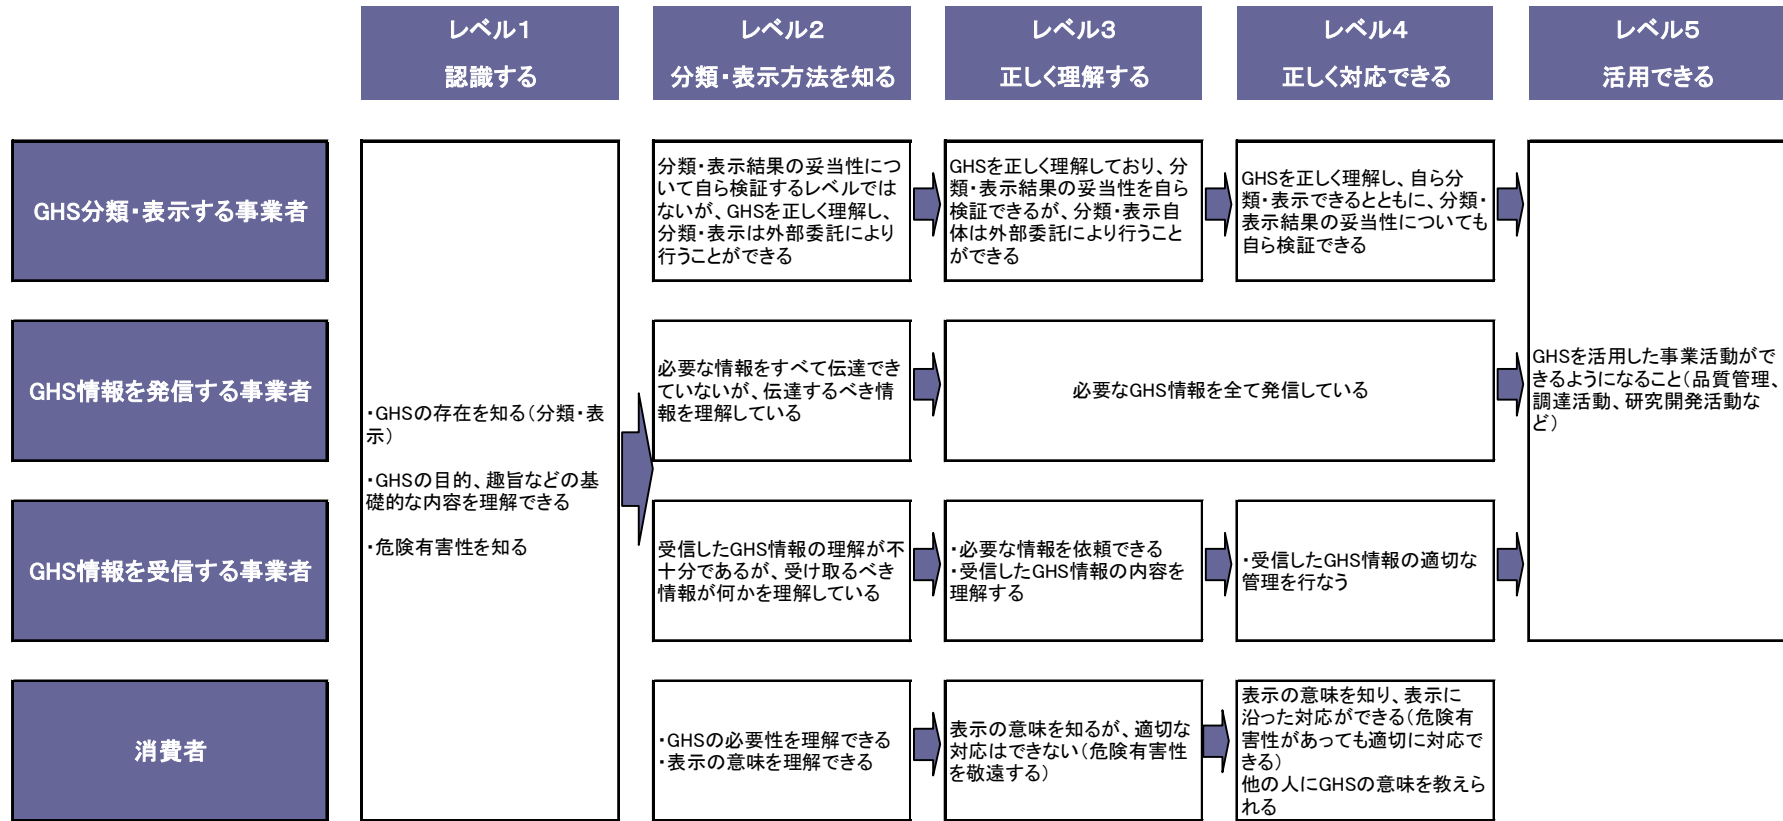 レベル1
認識する
レベル2
分類・表示方法を知る
レベル3
正しく理解する
レベル4
正しく対応できる
レベル5
活用できる
GHS分類・表示する事業者
分類・表示結果の妥当性につ
いて自ら検証するレベルでは
ないが、GHSを正しく理解し、
分類・表示は外部委託により
行うことができる
GHSを正しく理解しており、分
類・表示結果の妥当性を自ら
検証できるが、分類・表示自
体は外部委託により行うこと
ができる
GHSを正しく理解し、自ら分
類・表示できるとともに、分類・
表示結果の妥当性についても
自ら検証できる
GHS情報を発信する事業者
・GHSの存在を知る(分類・表
示)
・GHSの目的、趣旨などの基
礎的な内容を理解できる
・危険有害性を知る
必要な情報をすべて伝達でき
ていないが、伝達するべき情
報を理解している
必要なGHS情報を全て発信している
GHSを活用した事業活動がで
きるようになること(品質管理、
調達活動、研究開発活動な
ど)
GHS情報を受信する事業者
受信したGHS情報の理解が不
十分であるが、受け取るべき
情報が何かを理解している
・必要な情報を依頼できる
・受信したGHS情報の内容を
理解する
・受信したGHS情報の適切な
管理を行なう
消費者
・GHSの必要性を理解できる
・表示の意味を理解できる
表示の意味を知るが、適切な
対応はできない(危険有害性
を敬遠する)
表示の意味を知り、表示に
沿った対応ができる(危険有
害性があっても適切に対応で
きる)
他の人にGHSの意味を教えら
れる